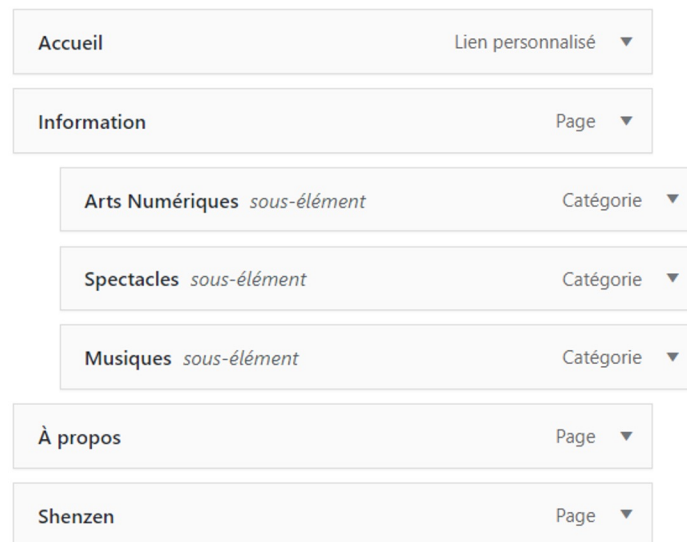 Accueil Lien personnalisé
Information Page
Arts Numériques sous-élément Catégorie
Spectacles sous-élément Catégorie
Musiques sous-élément Catégorie
À propos Page
Shenzen Page